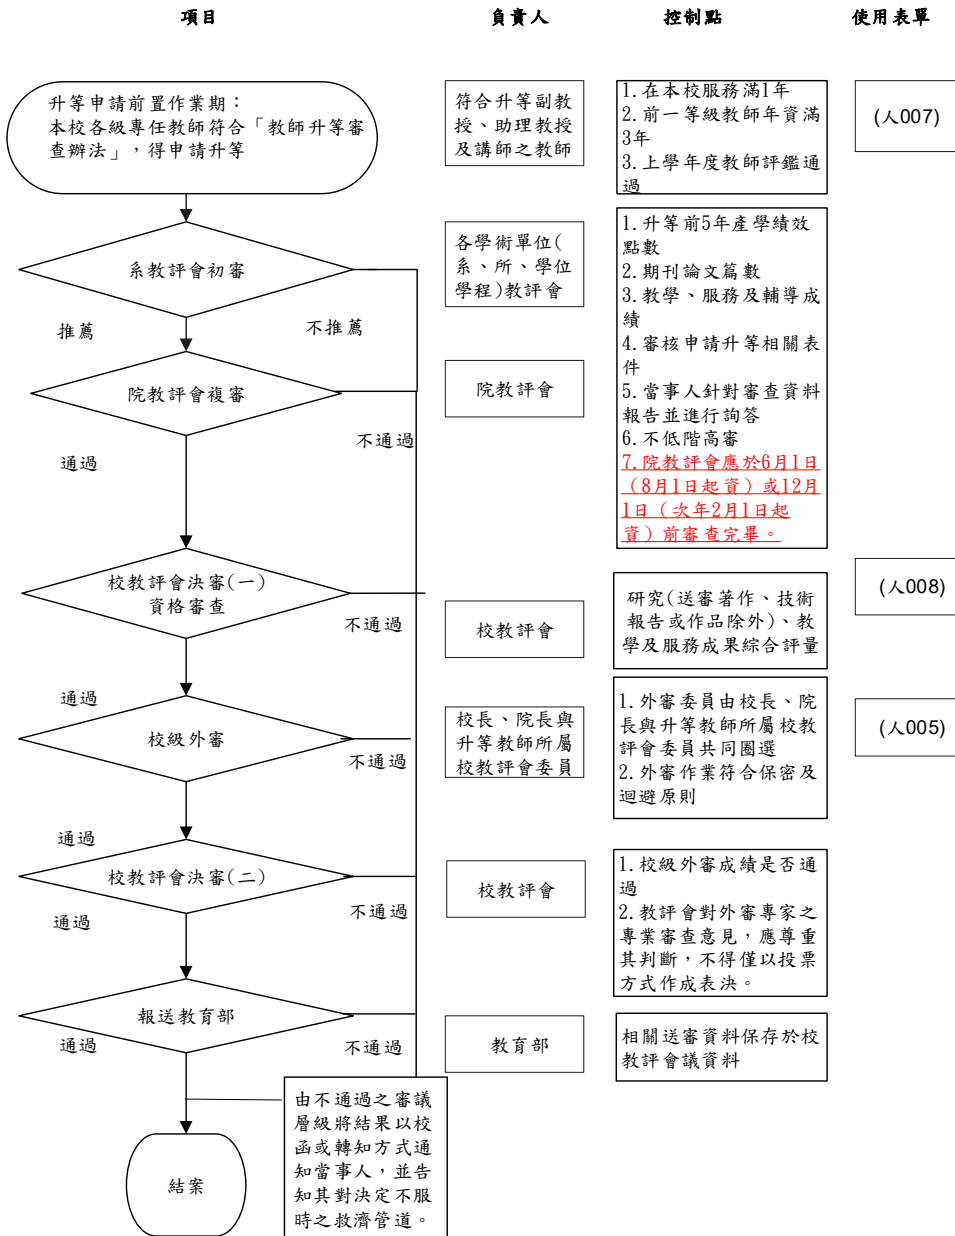 項目 負責人 控制點 使用表單
升等申請前置作業期：
本校各級專任教師符合「教師升等審
查辦法」，得申請升等
符合升等副教
授、助理教授
及講師之教師
1.在本校服務滿1年
2.前一等級教師年資滿
3年
3.上學年度教師評鑑通
過
(人007)
系教評會初審
各學術單位(
系、所、學位
學程)教評會
1.升等前5年產學績效
點數
2.期刊論文篇數
3.教學、服務及輔導成
績
4.審核申請升等相關表
件
5.當事人針對審查資料
報告並進行詢答
6.不低階高審
7.院教評會應於6月1日
（8月1日起資）或12月
1日（次年2月1日起
資）前審查完畢。
推薦
不推薦
院教評會複審
院教評會
不通過
通過
校教評會決審(一)
資格審查
不通過
校教評會
研究(送審著作、技術
報告或作品除外)、教
學及服務成果綜合評量
(人008)
通過
校級外審
不通過
校長、院長與
升等教師所屬
校教評會委員
1.外審委員由校長、院
長與升等教師所屬校教
評會委員共同圈選
2.外審作業符合保密及
迴避原則
(人005)
通過
校教評會決審(二)
不通過
校教評會
1.校級外審成績是否通
過
2.教評會對外審專家之
專業審查意見，應尊重
其判斷，不得僅以投票
方式作成表決。
通過
報送教育部
不通過
教育部
相關送審資料保存於校
教評會議資料
通過
由不通過之審議
層級將結果以校
函或轉知方式通
知當事人，並告
知其對決定不服
時之救濟管道。
結案